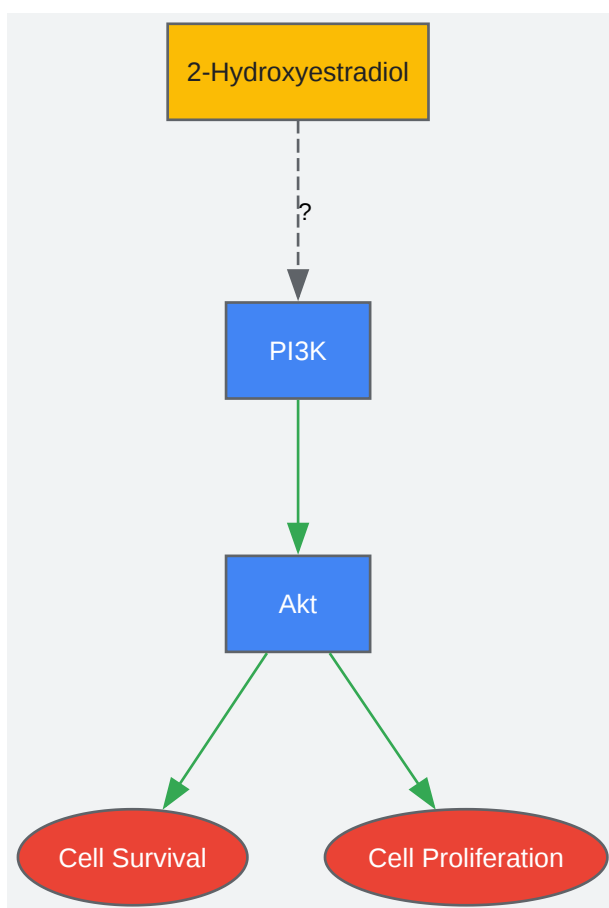 2-Hydroxyestradiol
?
PI3K
Akt
Cell Survival
Cell Proliferation